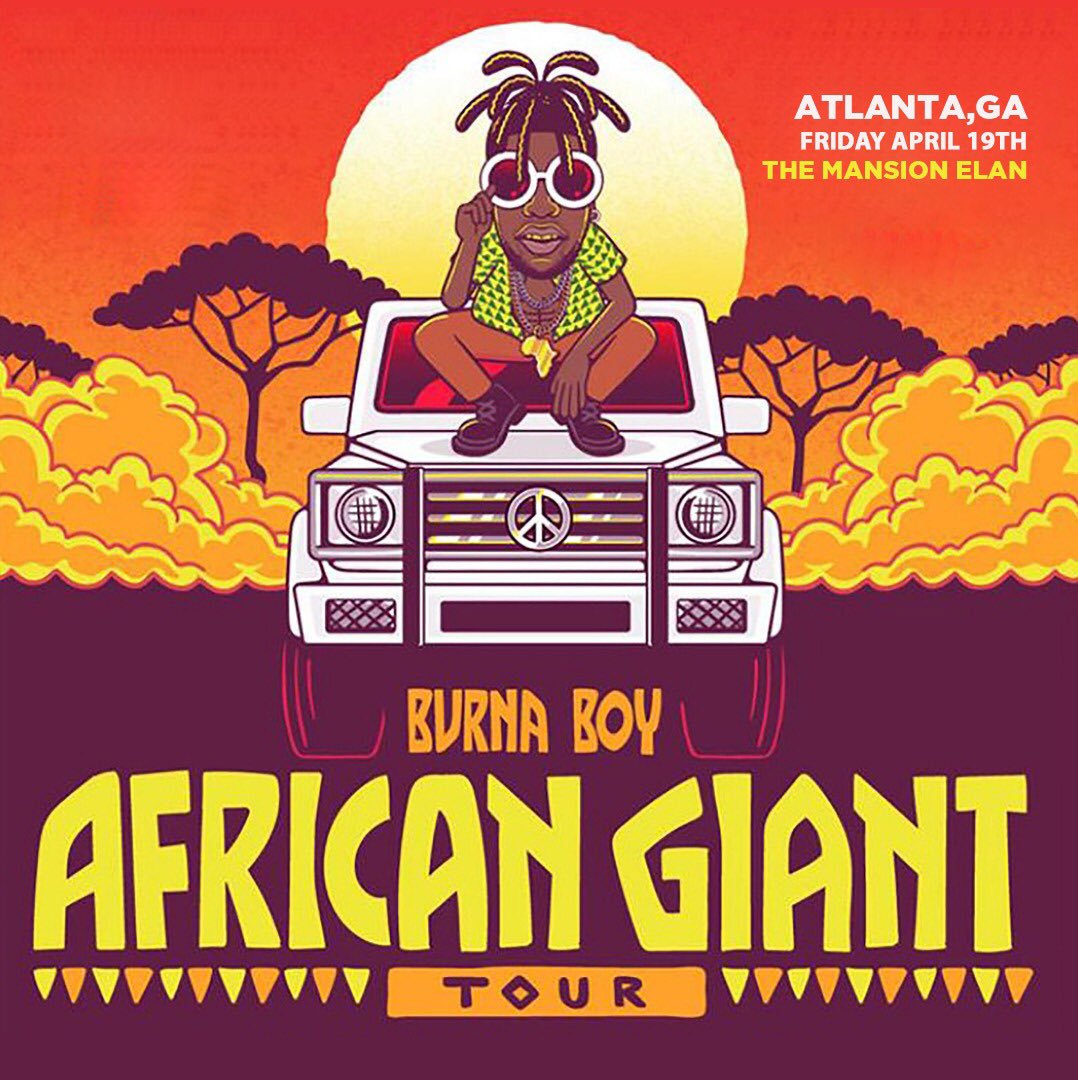 ATLANTA,GA
FRIDAY APRIL 19TH
THE MANSION ELAN
BURNA BOY
AFRICAN GIANT
TOUR